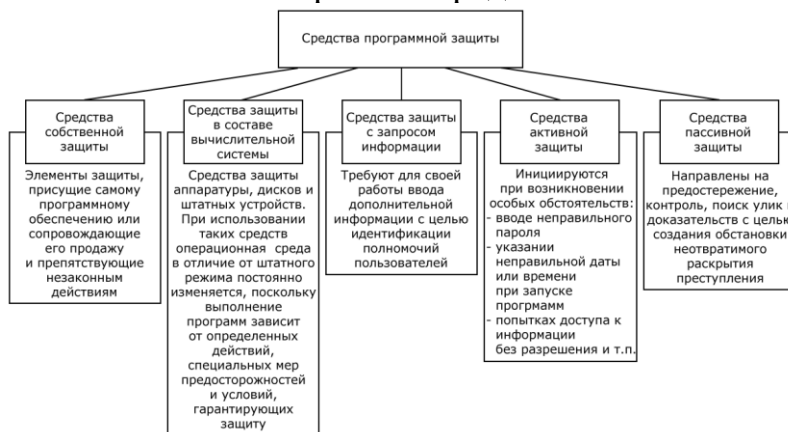 Средства программной защиты
Средства
собственной
защиты
Элементы защиты,
присущие самому
программному
обеспечению или
сопровождающие
его продажу
и препятствующие
незаконным
действиям
Средства защиты
в составе
вычислительной
системы
Средства защиты
аппаратуры, дисков и
штатных устройств.
При использовании
таких средств
операционная среда
в отличие от штатного
режима постоянно
изменяется, поскольку
выполнение
программ зависит
от определенных
действий,
специальных мер
предосторожностей
и условий,
гарантирующих
защиту
Средства защиты
с запросом
информации
Требуют для своей
работы ввода
дополнительной
информации с целью
идентификации
полномочий
пользователей
Средства
активной
защиты
Инициируются
при возникновении
особых обстоятельств:
- вводе неправильного
пароля
- указании
неправильной даты
или времени
при запуске
прогрмамм
- попытках доступа к
информации
без разрешения и т.п.
Средства
пассивной
защиты
Направлены на
предостережение,
контроль, поиск улик
доказательств с целью
создания обстановки
неотвратимого
раскрытия
преступления